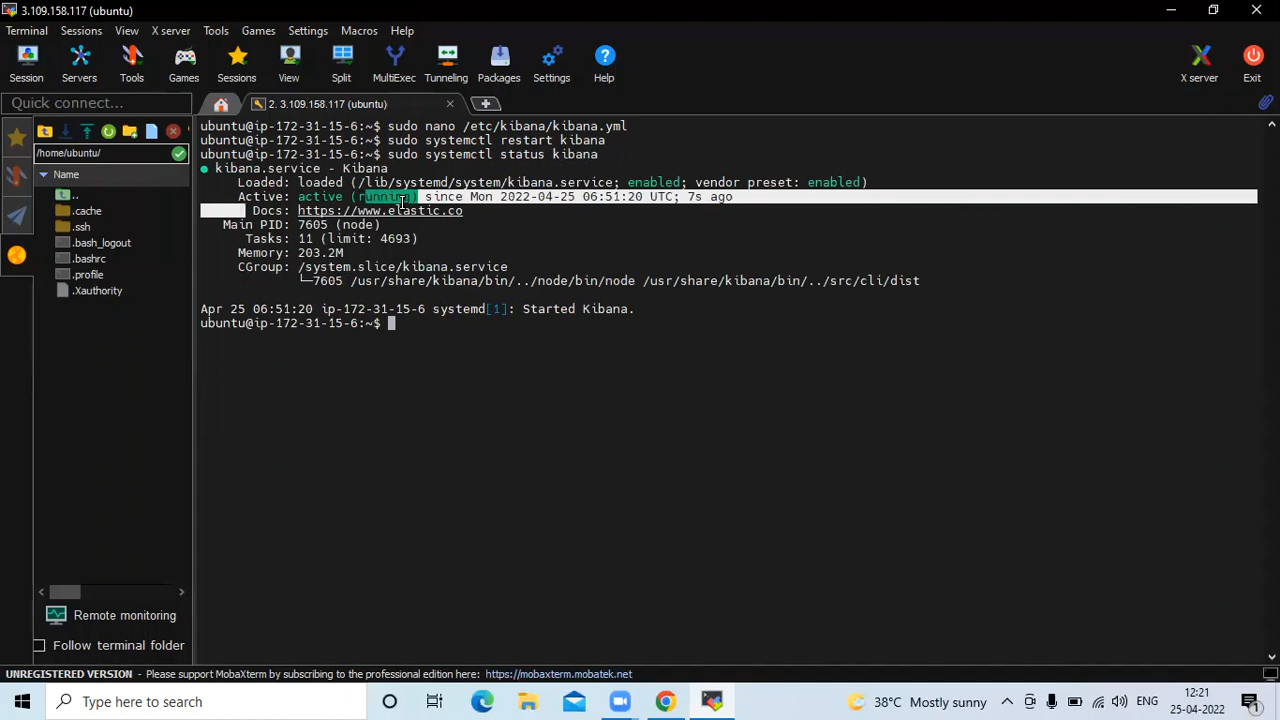 3.109.158.117 (ubuntu)
Terminal Sessions View X server Tools Games Settings Macros Help
Session Servers Tools Games Sessions View Split MultiExec Tunneling Packages Settings Help X server Exit
Quick connect...
2. 3.109.158.117 (ubuntu)
/home/ubuntu/
Name
..
.cache
.ssh
.bash_logout
.bashrc
.profile
.Xauthority
Remote monitoring
Follow terminal folder
ubuntu@ip-172-31-15-6:~$ sudo nano /etc/kibana/kibana.yml
ubuntu@ip-172-31-15-6:~$ sudo systemctl restart kibana
ubuntu@ip-172-31-15-6:~$ sudo systemctl status kibana
● kibana.service - Kibana
Loaded: loaded (/lib/systemd/system/kibana.service; enabled; vendor preset: enabled)
Active: active (running) since Mon 2022-04-25 06:51:20 UTC; 7s ago
Docs: https://www.elastic.co
Main PID: 7605 (node)
Tasks: 11 (limit: 4693)
Memory: 203.2M
CGroup: /system.slice/kibana.service
└─7605 /usr/share/kibana/bin/../node/bin/node /usr/share/kibana/bin/../src/cli/dist
Apr 25 06:51:20 ip-172-31-15-6 systemd[1]: Started Kibana.
ubuntu@ip-172-31-15-6:~$
UNREGISTERED VERSION - Please support MobaXterm by subscribing to the professional edition here: https://mobaxterm.mobatek.net
Type here to search
38°C Mostly sunny
ENG
12:21
25-04-2022
1